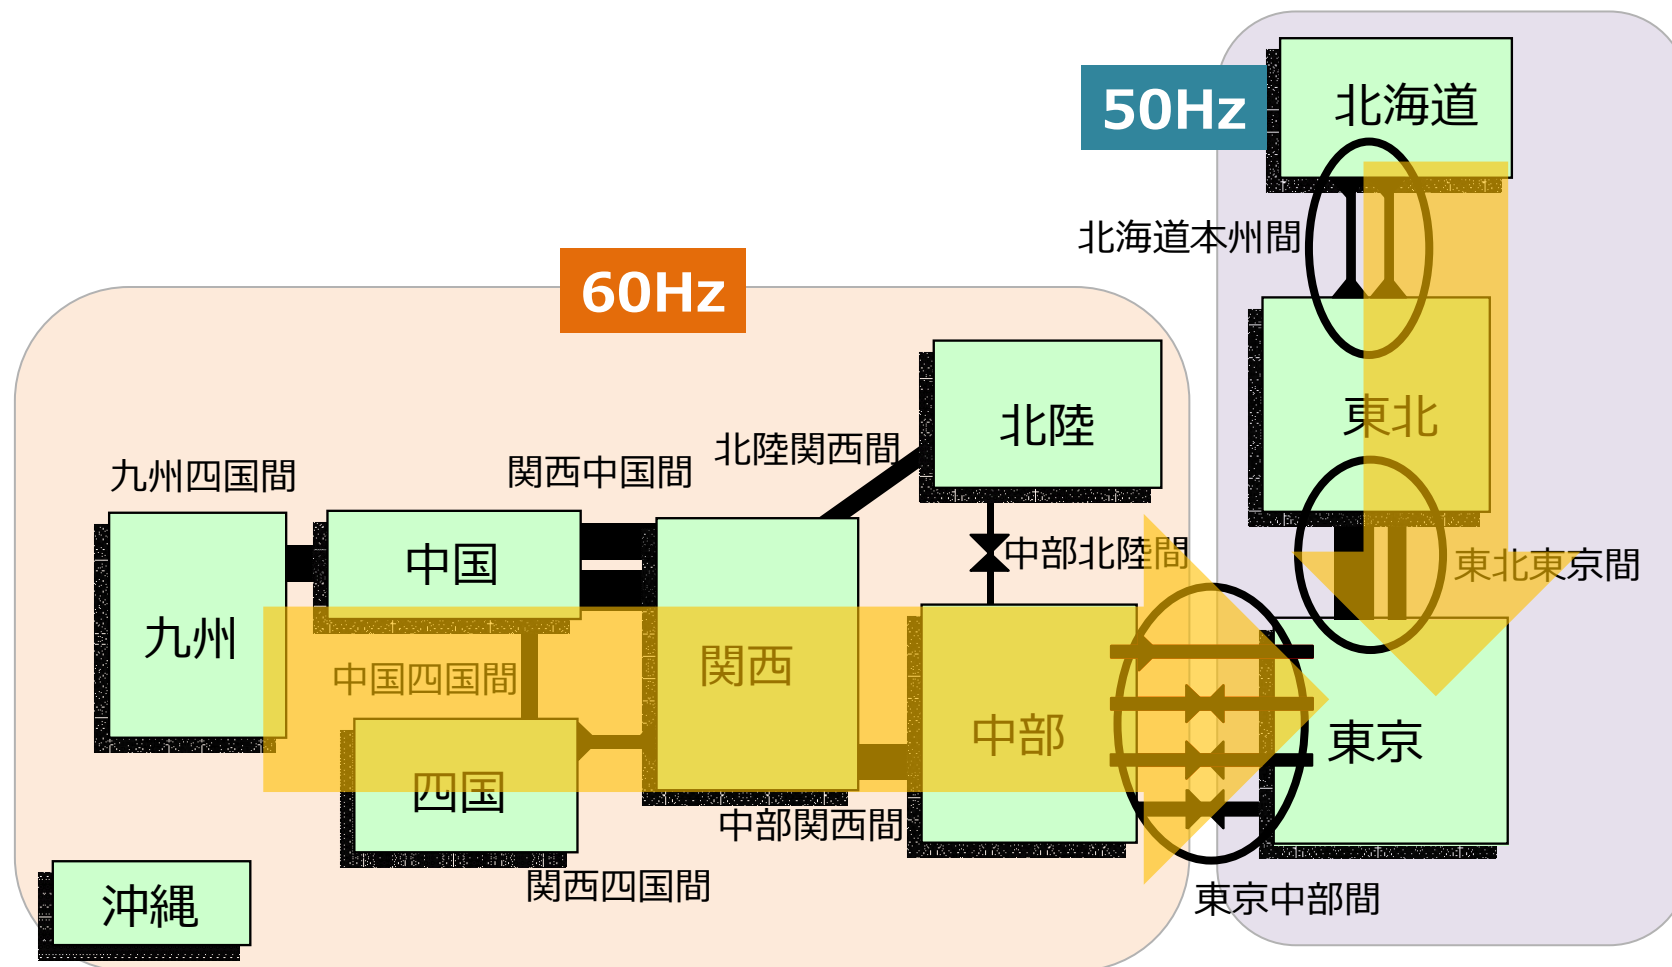 50Hz
北海道
北海道本州間
60Hz
東北
北陸
北陸関西間
関西中国間
九州四国間
中国
中部北陸間
東北東京間
九州
関西
中国四国間
中部
東京
四国
中部関西間
関西四国間
東京中部間
沖縄